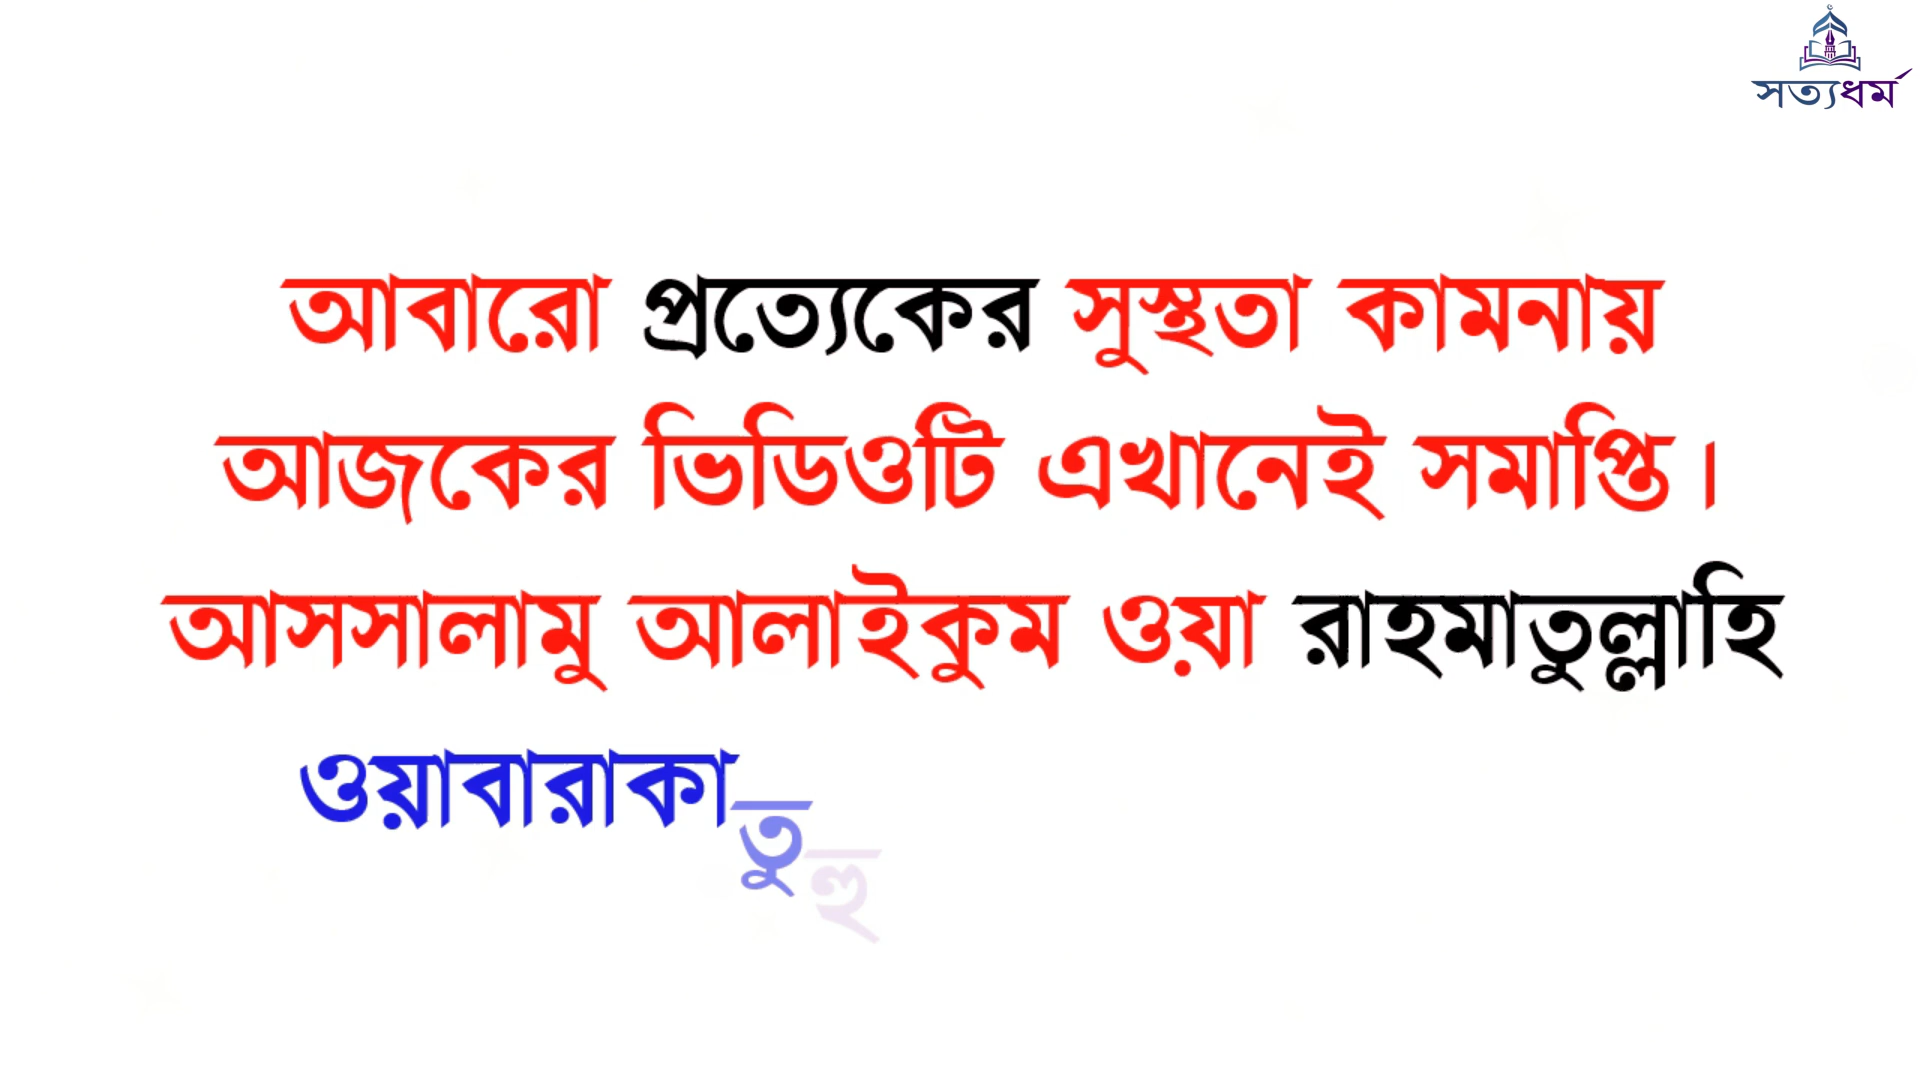 সত্যধর্ম
আবারো প্রত্যেকের সুস্থতা কামনায়
আজকের ভিডিওটি এখানেই সমাপ্তি।
আসসালামু আলাইকুম ওয়া রাহমাতুল্লাহি
ওয়াবারাকাতুহু